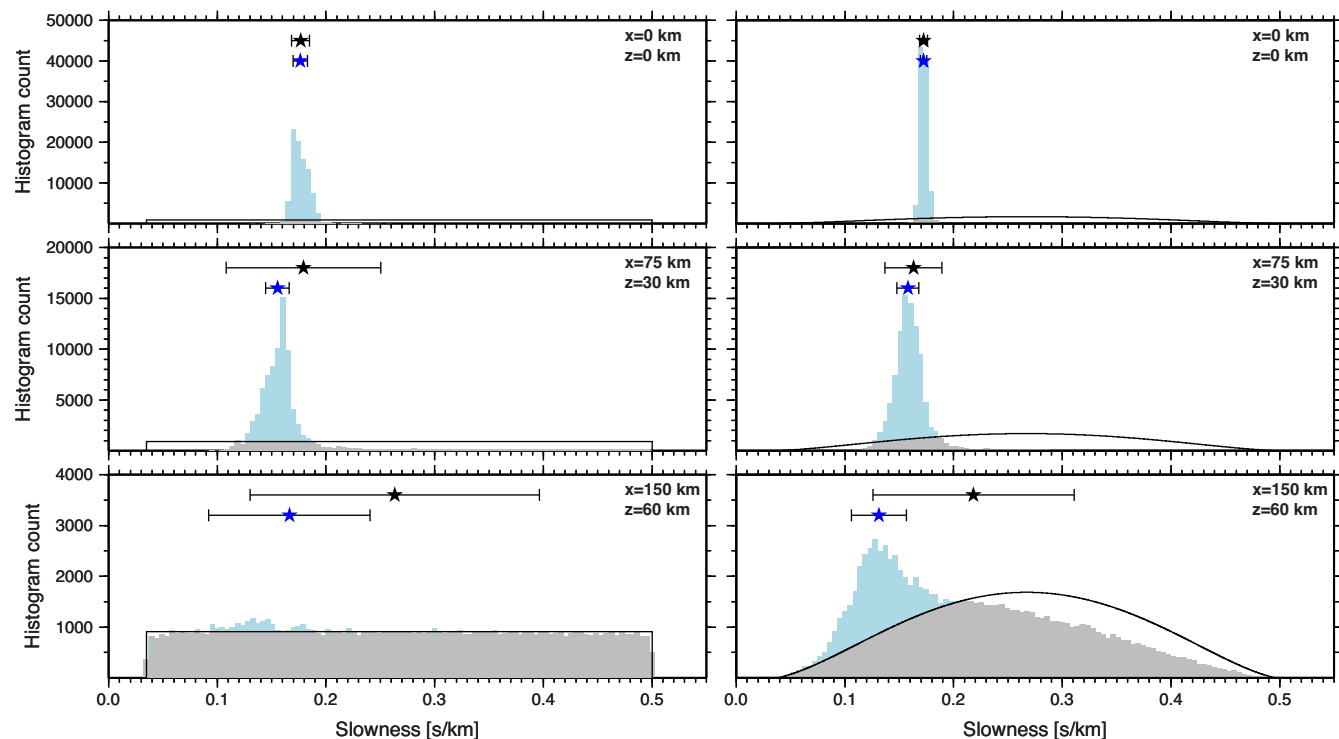 Histogram count
50000
40000
30000
20000
10000
x=0 km
z=0 km
x=0 km
z=0 km
Histogram count
20000
15000
10000
5000
x=75 km
z=30 km
x=75 km
z=30 km
Histogram count
4000
3000
2000
1000
x=150 km
z=60 km
x=150 km
z=60 km
0.0 0.1 0.2 0.3 0.4 0.5
Slowness [s/km]
0.0 0.1 0.2 0.3 0.4 0.5
Slowness [s/km]